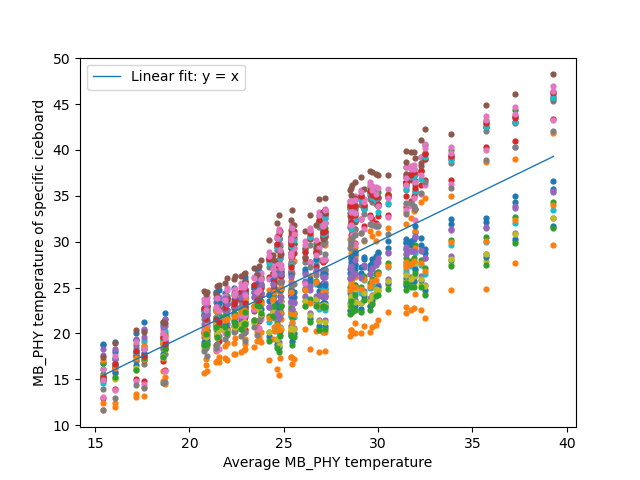 50
45
40
35
30
25
20
15
10
MB_PHY temperature of specific iceboard
Linear fit: y = x
15 20 25 30 35 40
Average MB_PHY temperature